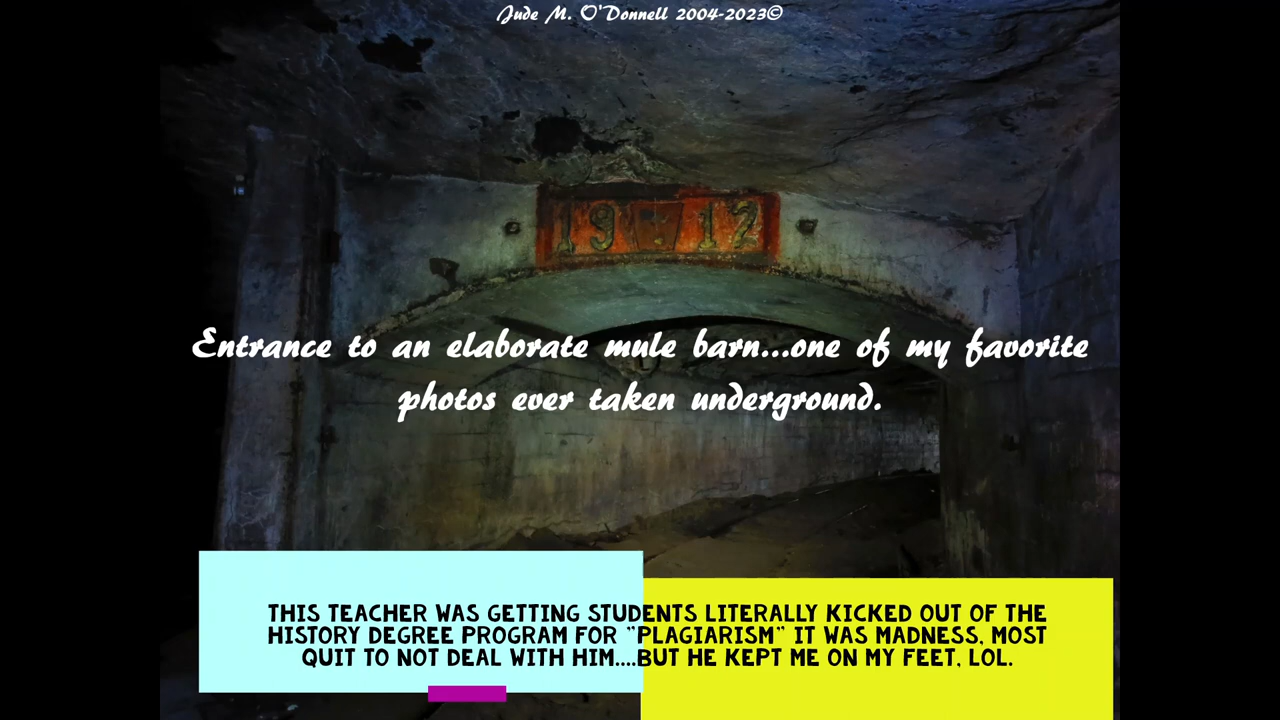 Jude M. O'Donnell 2004-2023©
19 12
Entrance to an elaborate mule barn...one of my favorite
photos ever taken underground.
THIS TEACHER WAS GETTING STUDENTS LITERALLY KICKED OUT OF THE
HISTORY DEGREE PROGRAM FOR "PLAGIARISM" IT WAS MADNESS, MOST
QUIT TO NOT DEAL WITH HIM....BUT HE KEPT ME ON MY FEET, LOL.